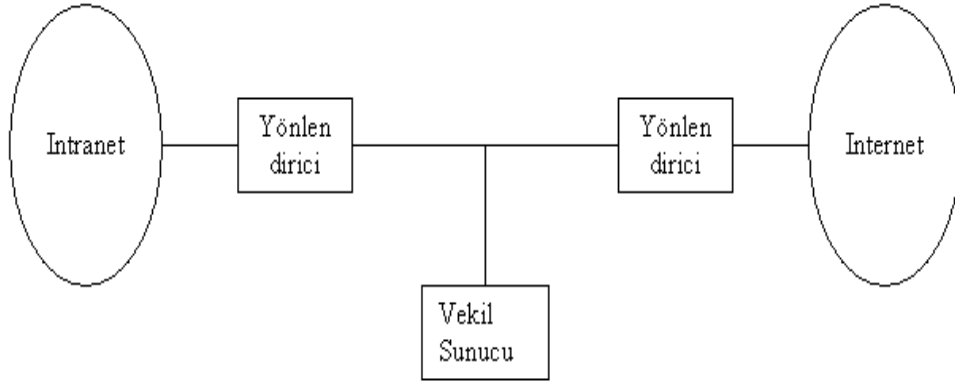 Intranet
Yönlen
dirici
Yönlen
dirici
Internet
Vekil
Sunucu